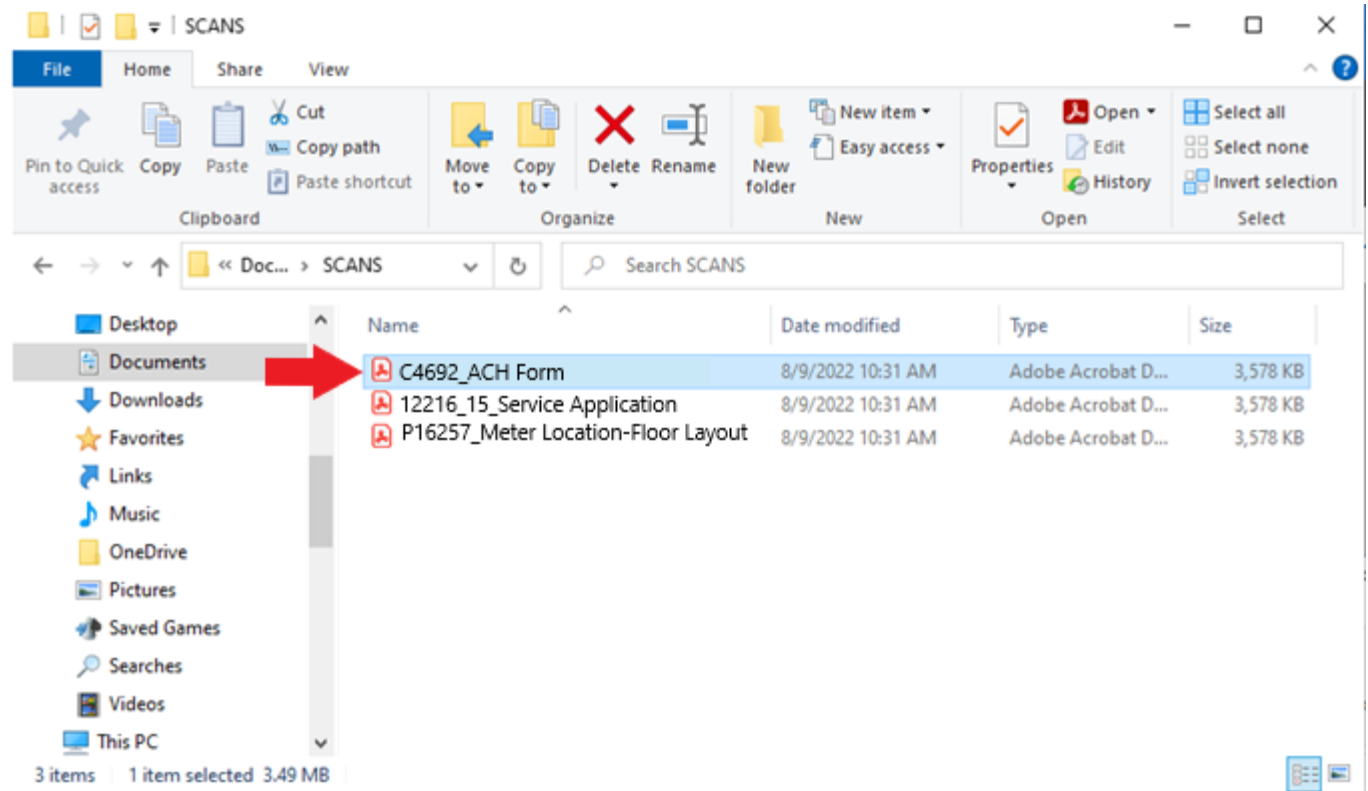 SCANS
File Home Share View
Pin to Quick access Copy Paste Cut Copy path Paste shortcut
Move to Copy to Delete Rename
New folder New item Easy access
Properties Open Edit History
Select all Select none Invert selection
Clipboard Organize New Open Select
« Doc... › SCANS Search SCANS
Name Date modified Type Size
Desktop
Documents
Downloads
Favorites
Links
Music
OneDrive
Pictures
Saved Games
Searches
Videos
This PC
C4692_ACH Form 8/9/2022 10:31 AM Adobe Acrobat D... 3,578 KB
12216_15_Service Application 8/9/2022 10:31 AM Adobe Acrobat D... 3,578 KB
P16257_Meter Location-Floor Layout 8/9/2022 10:31 AM Adobe Acrobat D... 3,578 KB
3 items 1 item selected 3.49 MB